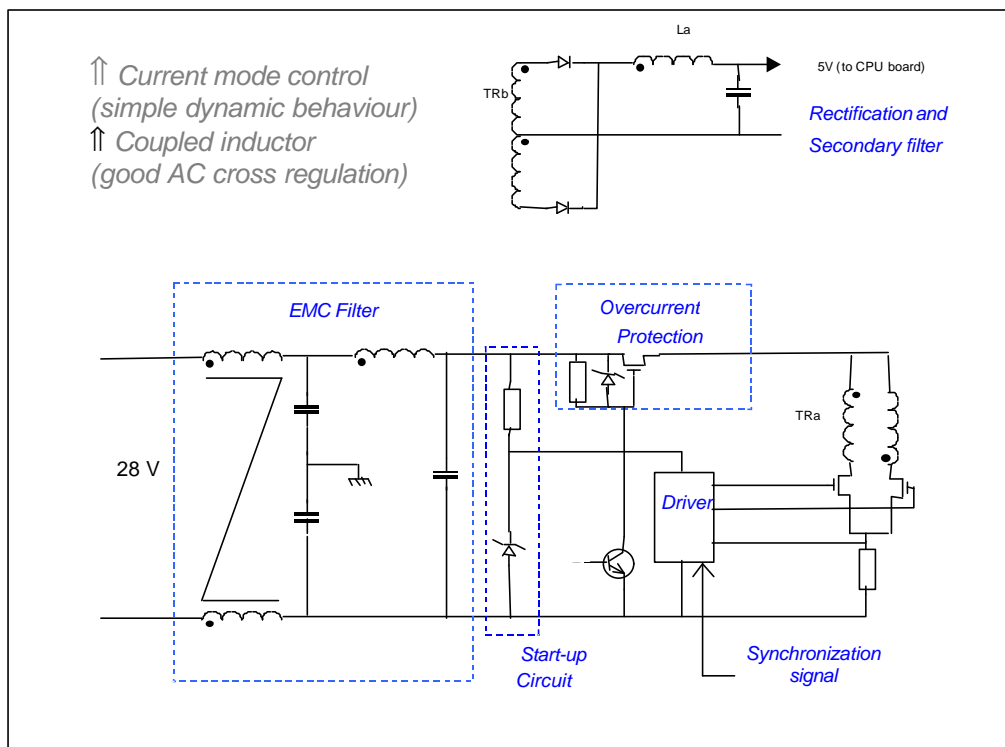 ⇑ Current mode control
(simple dynamic behaviour)
⇑ Coupled inductor
(good AC cross regulation)
La
TRb
5V (to CPU board)
Rectification and
Secondary filter
EMC Filter
Overcurrent
Protection
28 V
TRa
Driver
Start-up
Circuit
Synchronization
signal